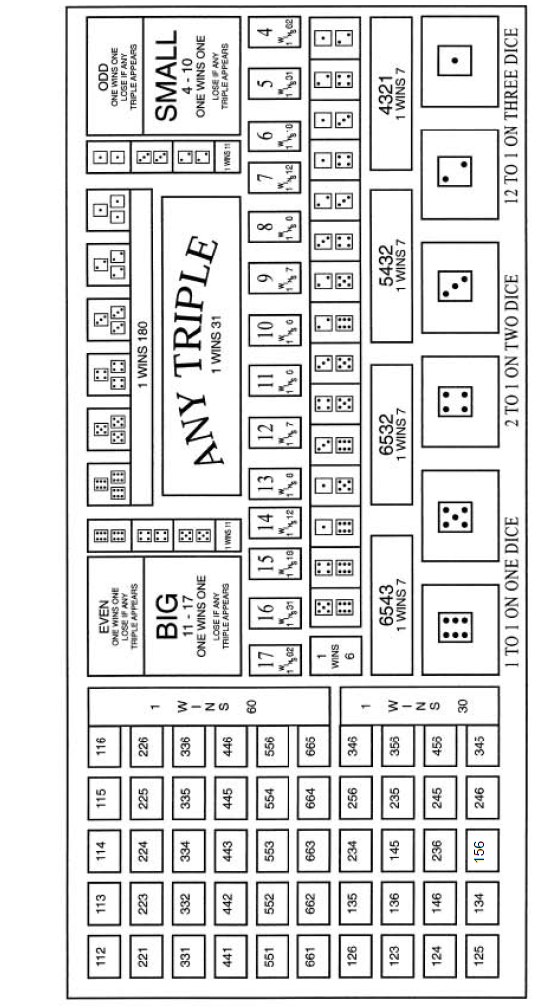 112 113 114 115 116
221 223 224 225 226
331 332 334 335 336
441 442 443 445 446
551 552 553 554 556
661 662 663 664 665
1 WINS 60
126 135 234 256 346
123 136 145 235 356
124 146 236 245 456
125 134 156 246 345
1 WINS 30
EVEN
ONE WINS ONE
LOSE IF ANY
TRIPLE APPEARS
BIG
11 - 17
ONE WINS ONE
LOSE IF ANY
TRIPLE APPEARS
1 WINS 11
1 WINS 180
ANY TRIPLE
1 WINS 31
1 WINS 11
ODD
ONE WINS ONE
LOSE IF ANY
TRIPLE APPEARS
SMALL
4 - 10
ONE WINS ONE
LOSE IF ANY
TRIPLE APPEARS
17 16 15 14 13 12 11 10 9 8 7 6 5 4
1
WINS
6
6543
1 WINS 7
6532
1 WINS 7
5432
1 WINS 7
4321
1 WINS 7
1 TO 1 ON ONE DICE
2 TO 1 ON TWO DICE
12 TO 1 ON THREE DICE